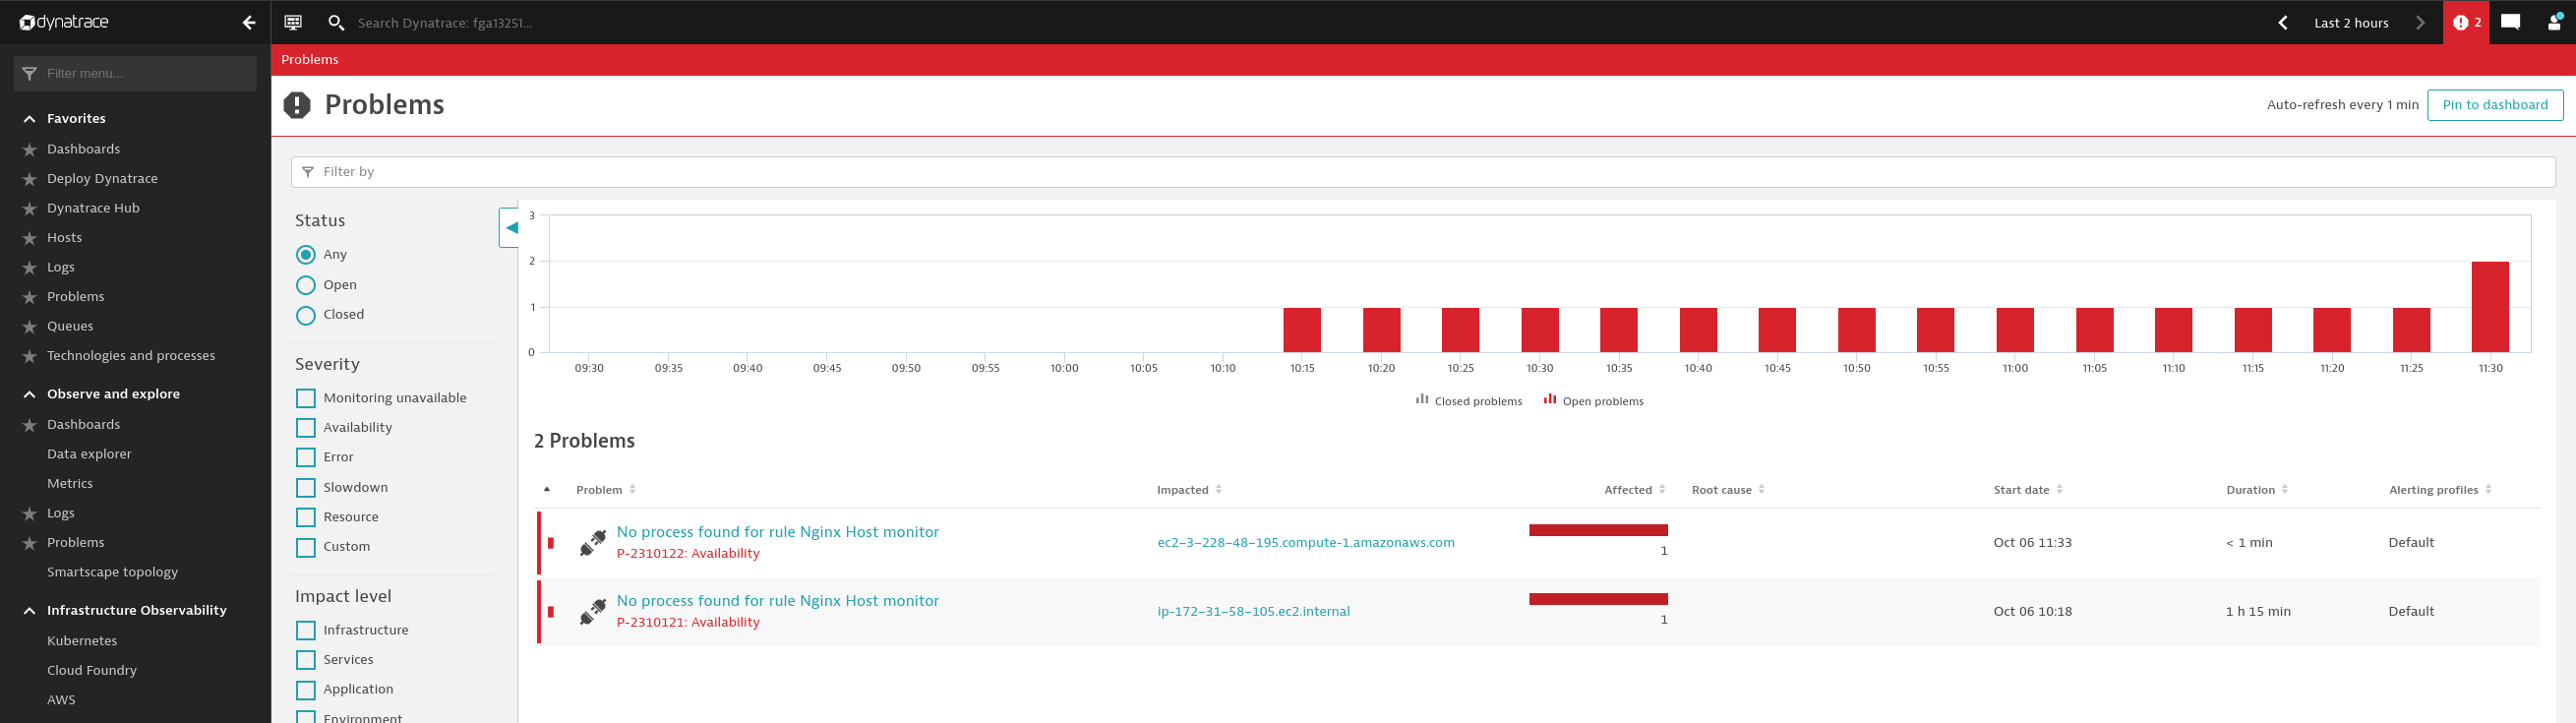 dynatrace
Search Dynatrace: fga13251...
Last 2 hours
2
Filter menu...
Favorites
Dashboards
Deploy Dynatrace
Dynatrace Hub
Hosts
Logs
Problems
Queues
Technologies and processes
Observe and explore
Dashboards
Data explorer
Metrics
Logs
Problems
Smartscape topology
Infrastructure Observability
Kubernetes
Cloud Foundry
AWS
Problems
Problems
Auto-refresh every 1 min
Pin to dashboard
Filter by
Status
Any
Open
Closed
Severity
Monitoring unavailable
Availability
Error
Slowdown
Resource
Custom
Impact level
Infrastructure
Services
Application
Environment
3
2
1
0
09:30 09:35 09:40 09:45 09:50 09:55 10:00 10:05 10:10 10:15 10:20 10:25 10:30 10:35 10:40 10:45 10:50 10:55 11:00 11:05 11:10 11:15 11:20 11:25 11:30
Closed problems Open problems
2 Problems
Problem Impacted Affected Root cause Start date Duration Alerting profiles
No process found for rule Nginx Host monitor
P-2310122: Availability
ec2-3-228-48-195.compute-1.amazonaws.com
1
Oct 06 11:33
< 1 min
Default
No process found for rule Nginx Host monitor
P-2310121: Availability
ip-172-31-58-105.ec2.internal
1
Oct 06 10:18
1 h 15 min
Default